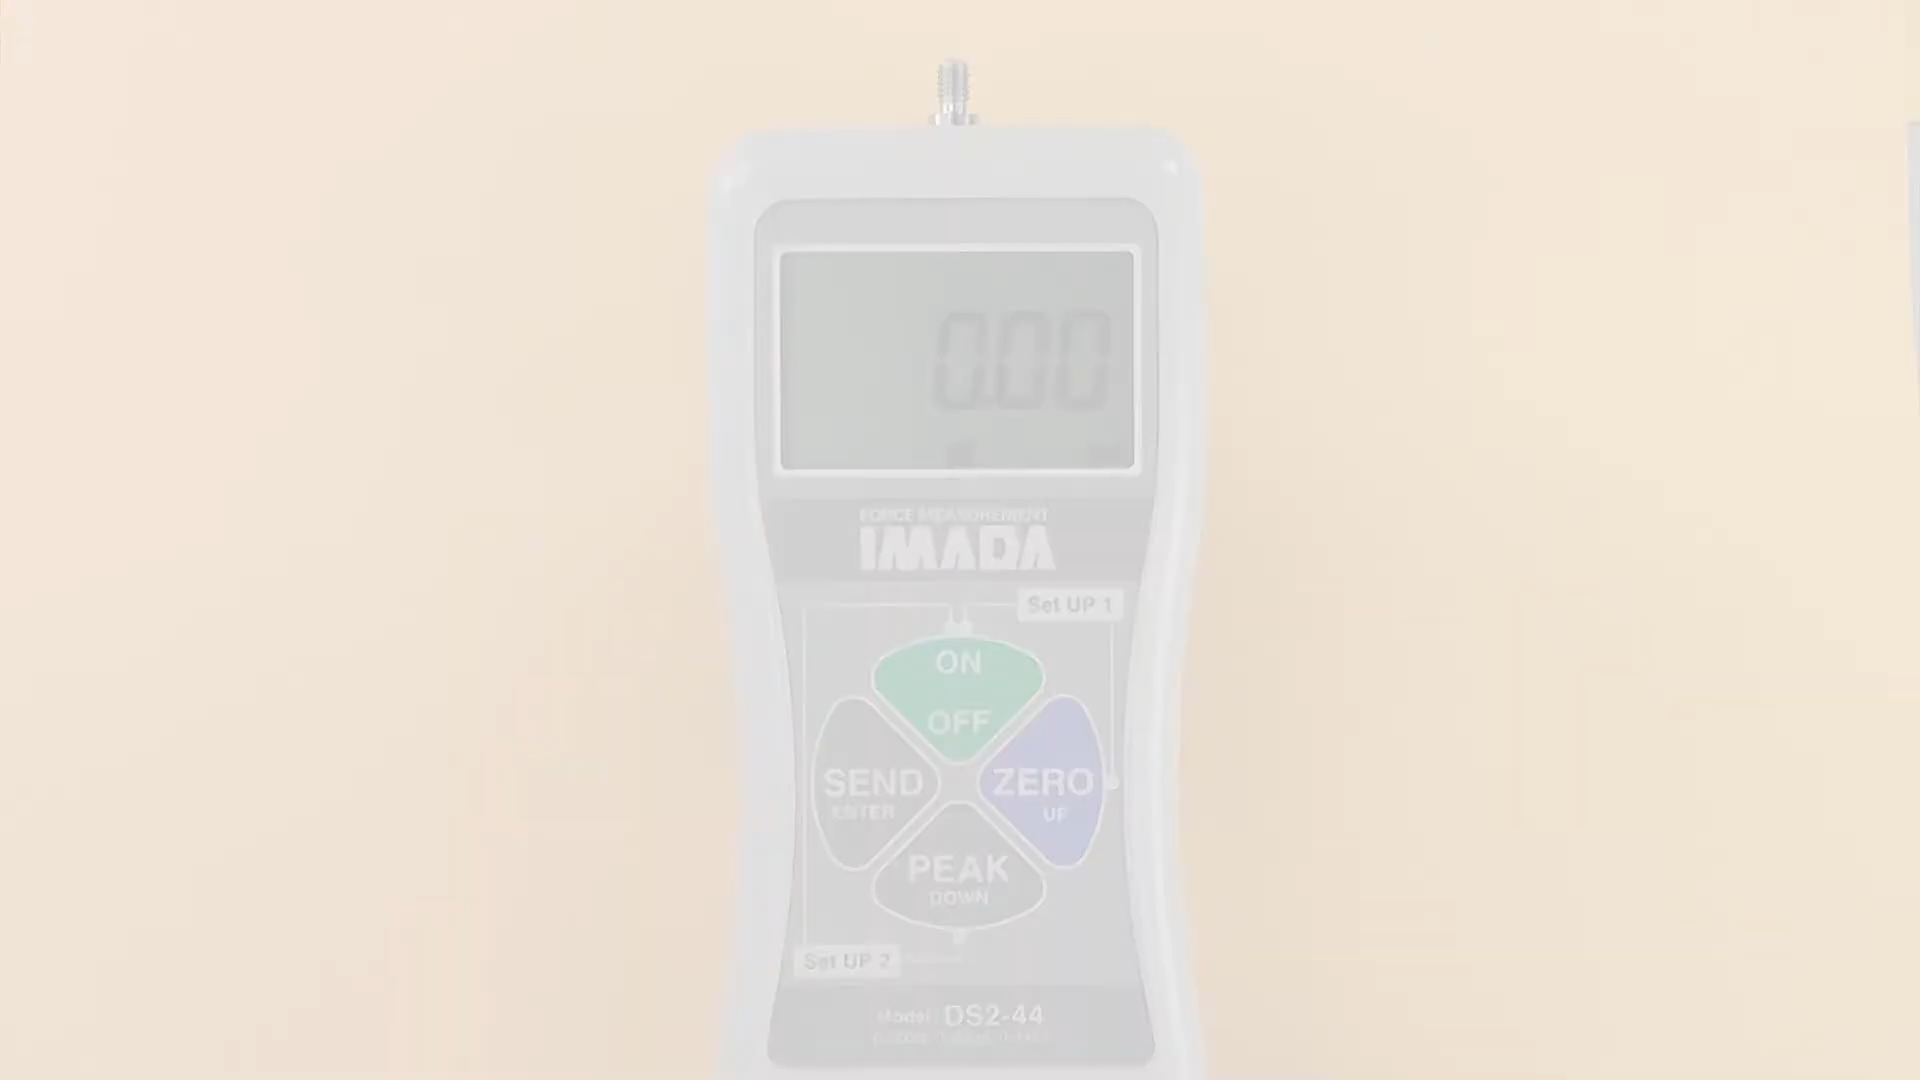 0.00
FORCE MEASUREMENT
IMADA
Set UP 1
ON
OFF
SEND
ENTER
ZERO
UP
PEAK
DOWN
Set UP 2
Model DS2-44